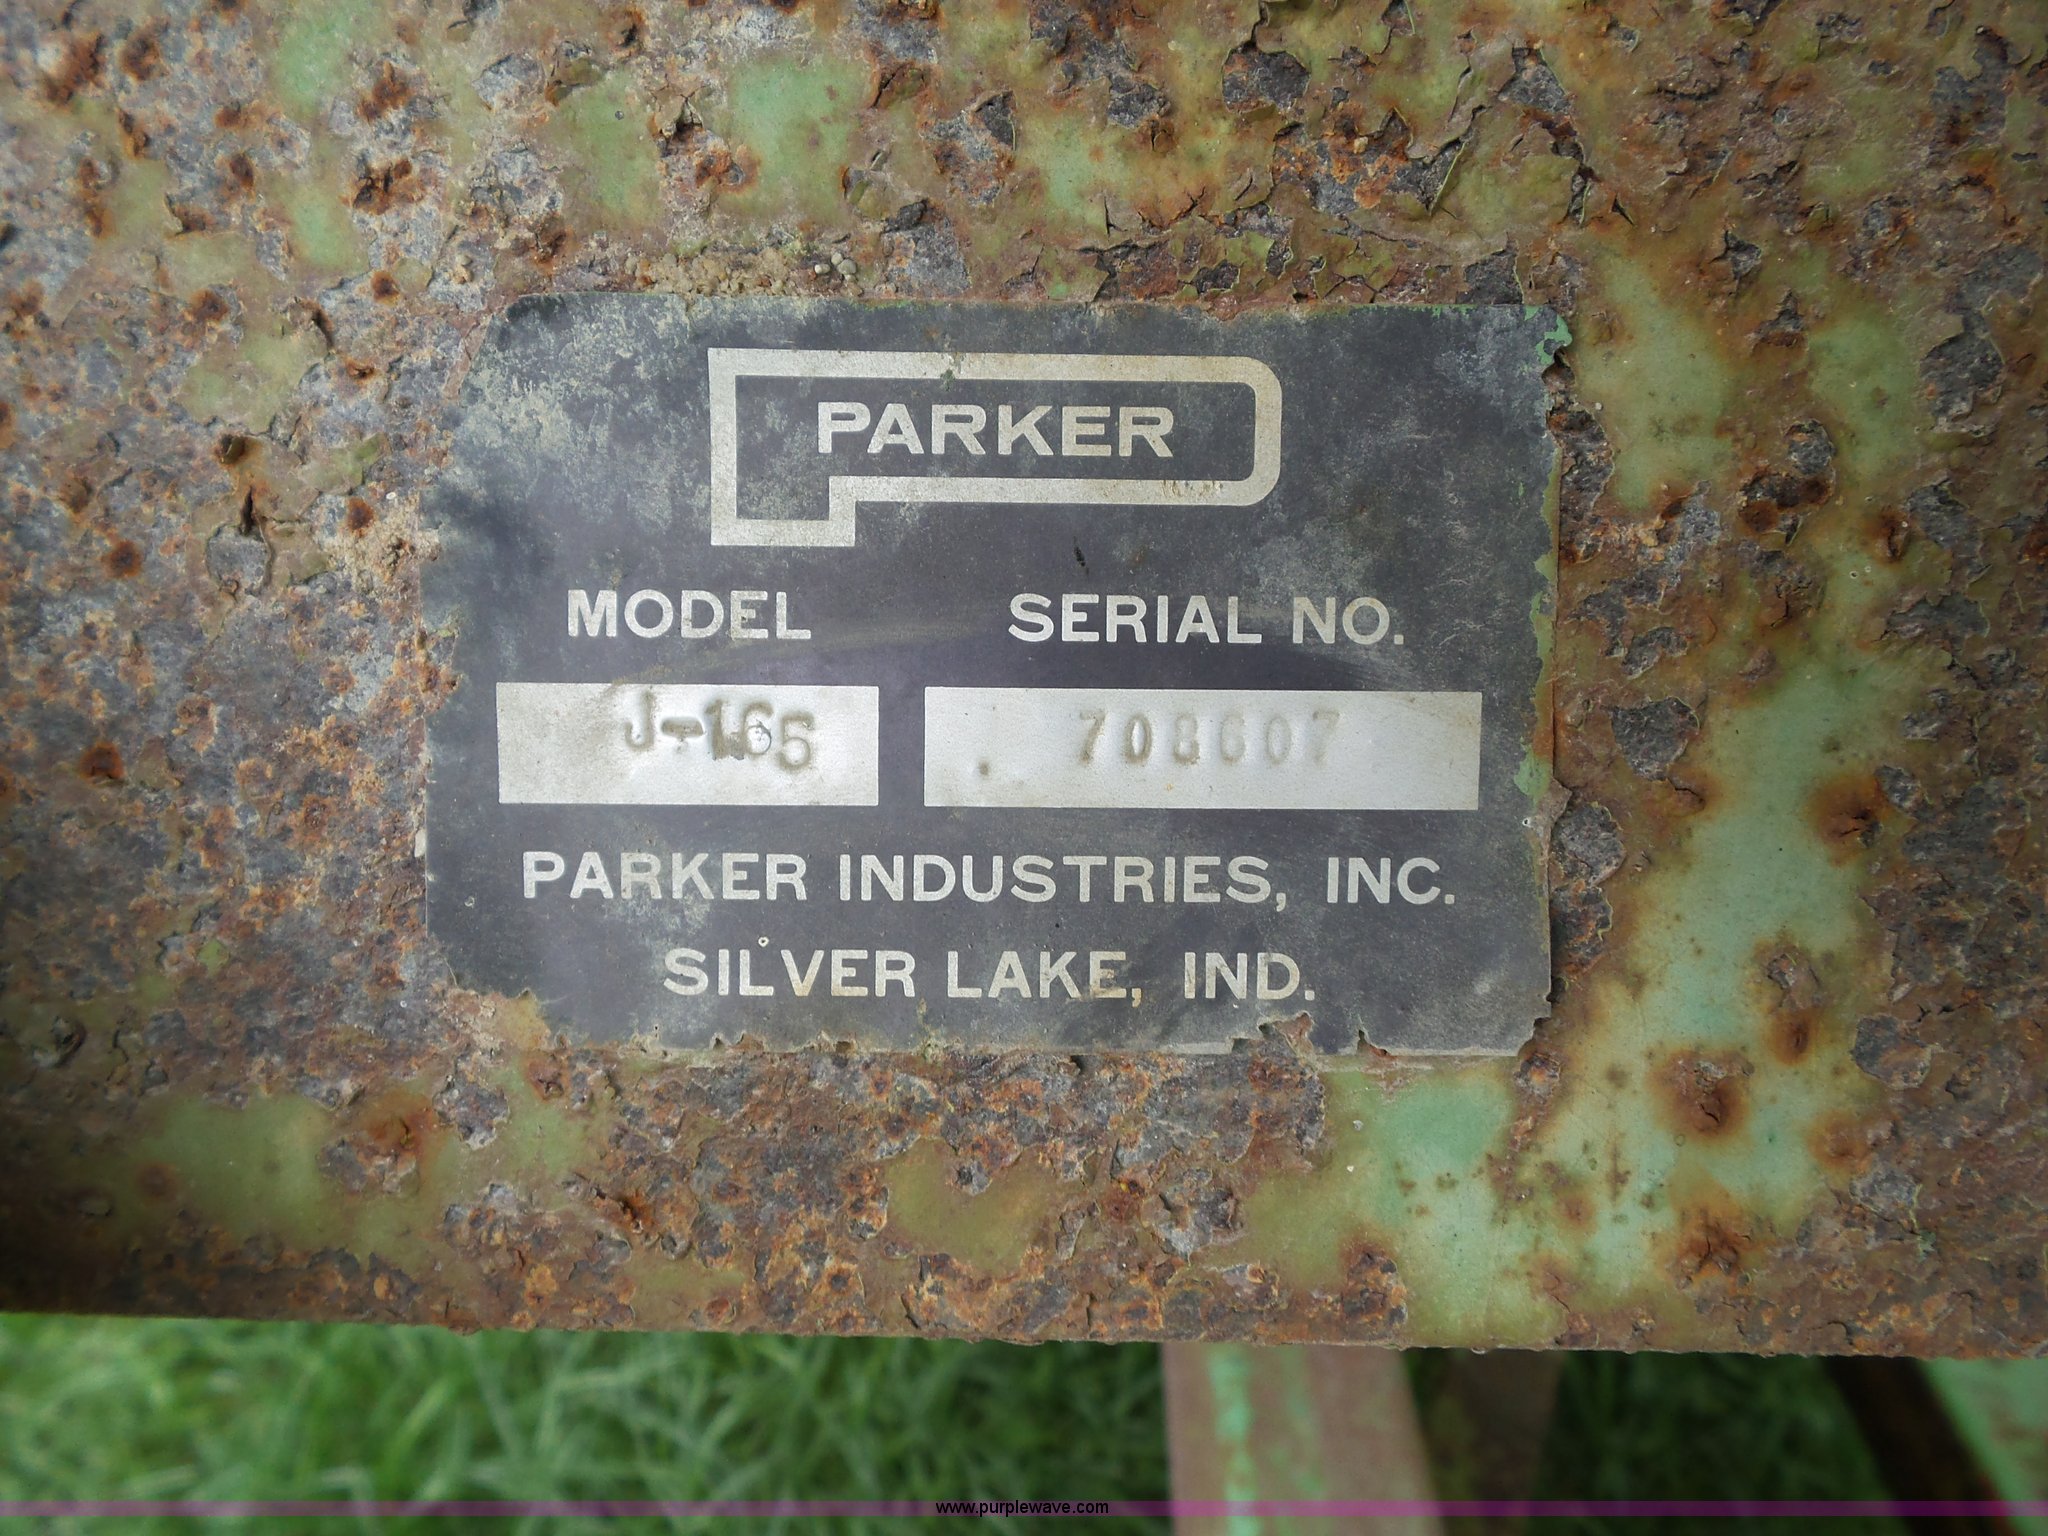 PARKER
MODEL SERIAL NO.
J-165 708607
PARKER INDUSTRIES, INC.
SILVER LAKE, IND.
www.purplewave.com